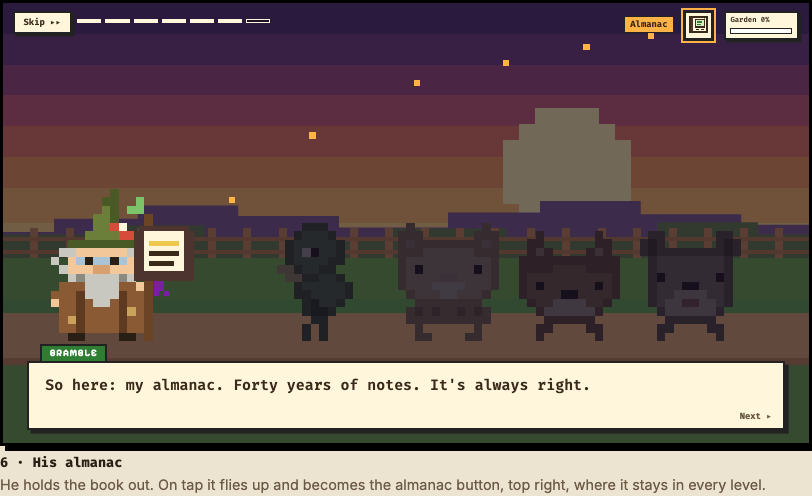 Skip ▸▸
Almanac
Garden 0%
BRAMBLE
So here: my almanac. Forty years of notes. It's always right.
Next ▸
6 · His almanac
He holds the book out. On tap it flies up and becomes the almanac button, top right, where it stays in every level.